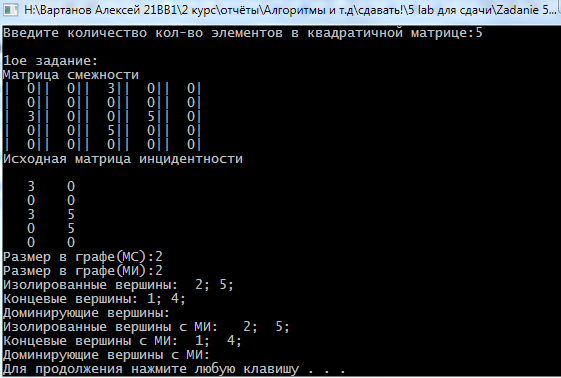 H:\Вартанов Алексей 21ВВ1\2 курс\отчёты\Алгоритмы и т.д\сдавать!\5 lab для сдачи\Zadanie 5...
Введите количество кол-во элементов в квадратичной матрице:5
1ое задание:
Матрица смежности
|  0||  0||  3||  0||  0|
|  0||  0||  0||  0||  0|
|  3||  0||  0||  5||  0|
|  0||  0||  5||  0||  0|
|  0||  0||  0||  0||  0|
Исходная матрица инцидентности
3    0
0    0
3    5
0    5
0    0
Размер в графе(МС):2
Размер в графе(МИ):2
Изолированные вершины:  2; 5;
Концевые вершины: 1; 4;
Доминирующие вершины:
Изолированные вершины с МИ:   2;  5;
Концевые вершины с МИ:  1;  4;
Доминирующие вершины с МИ:
Для продолжения нажмите любую клавишу . . .